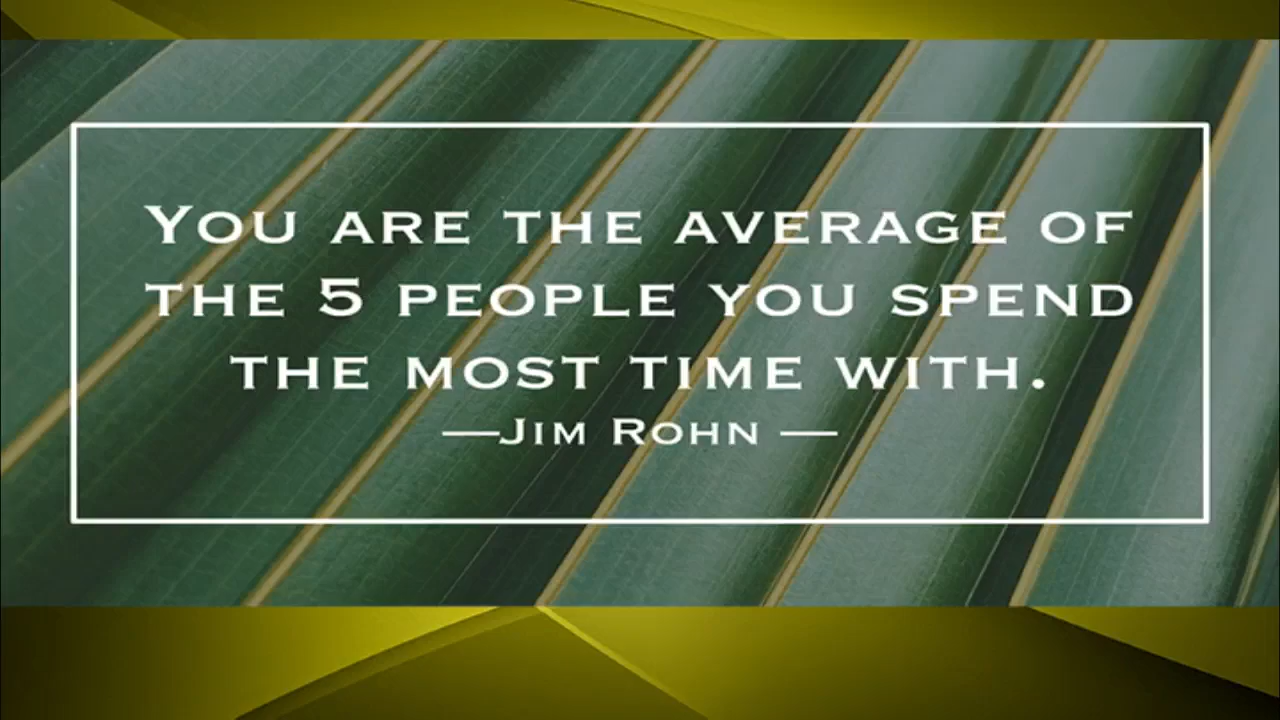 You are the average of
the 5 people you spend
the most time with.
—Jim Rohn —